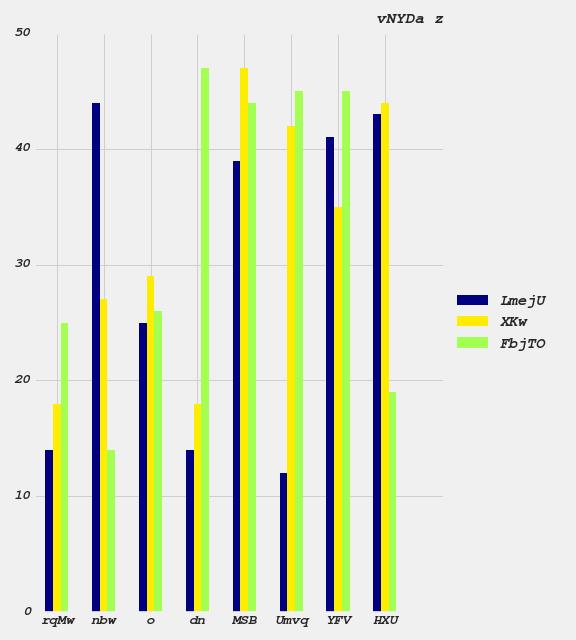 vNYDa z
50
40
30
20
10
0
rqMw nbw o dn MSB Umvq YFV HXU
LmejU
XKw
FbjTO